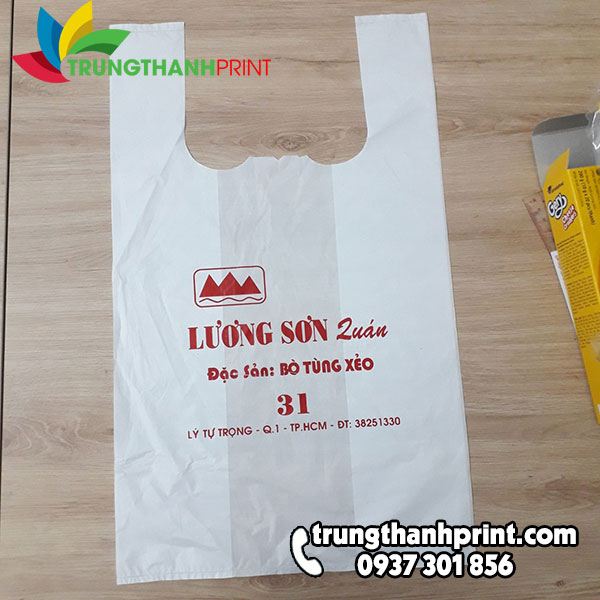 TRUNGTHANHPRINT
LƯƠNG SƠN Quán
Đặc Sản: BÒ TÙNG XẺO
31
LÝ TỰ TRỌNG - Q.1 - TP.HCM - ĐT: 38251330
Gery
trungthanhprint.com
0937 301 856